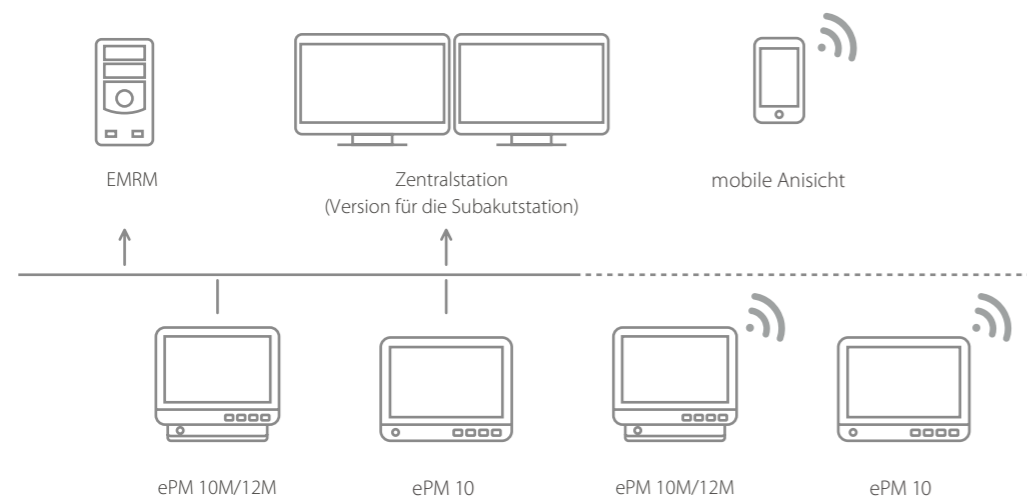 EMRM
Zentralstation
(Version für die Subakutstation)
mobile Anisicht
ePM 10M/12M
ePM 10
ePM 10M/12M
ePM 10